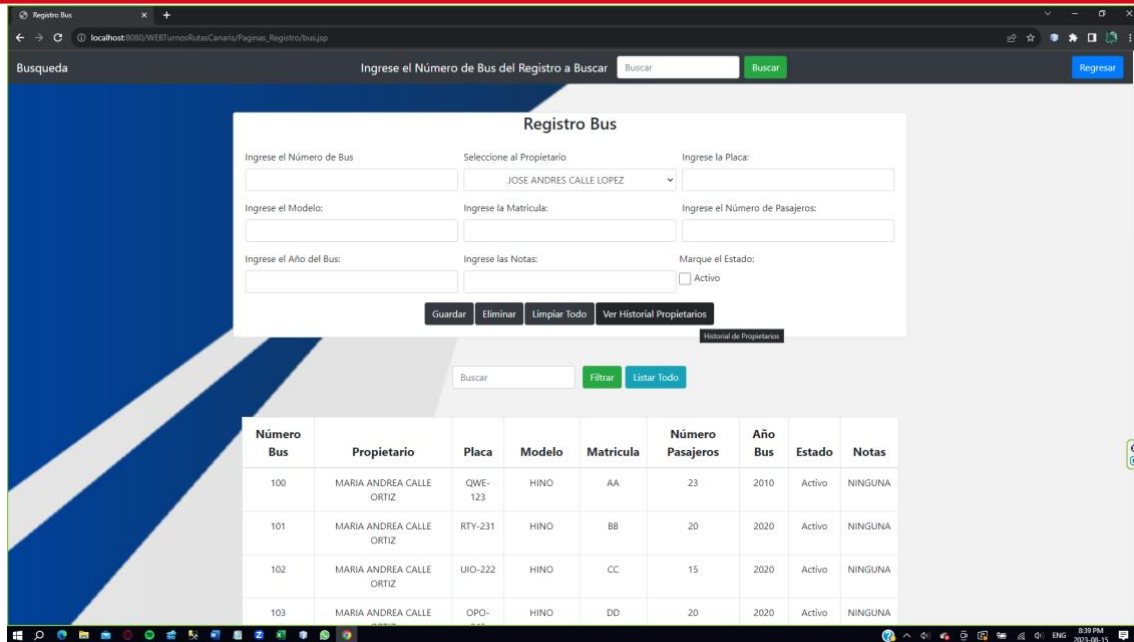 Registro Bus
localhost:8080/WEBTurnosRutasCanaris/Paginas_Registro/bus.jsp
Busqueda Ingrese el Número de Bus del Registro a Buscar Buscar Buscar Regresar
Registro Bus
Ingrese el Número de Bus Seleccione al Propietario Ingrese la Placa:
JOSE ANDRES CALLE LOPEZ
Ingrese el Modelo: Ingrese la Matricula: Ingrese el Número de Pasajeros:
Ingrese el Año del Bus: Ingrese las Notas: Marque el Estado:
Activo
Guardar Eliminar Limpiar Todo Ver Historial Propietarios
Historial de Propietarios
Buscar Filtrar Listar Todo
Número Bus Propietario Placa Modelo Matricula Número Pasajeros Año Bus Estado Notas
100 MARIA ANDREA CALLE ORTIZ QWE-123 HINO AA 23 2010 Activo NINGUNA
101 MARIA ANDREA CALLE ORTIZ RTY-231 HINO BB 20 2020 Activo NINGUNA
102 MARIA ANDREA CALLE ORTIZ UIO-222 HINO CC 15 2020 Activo NINGUNA
103 MARIA ANDREA CALLE OPO- HINO DD 20 2020 Activo NINGUNA
ENG 8:39 PM
2023-08-15